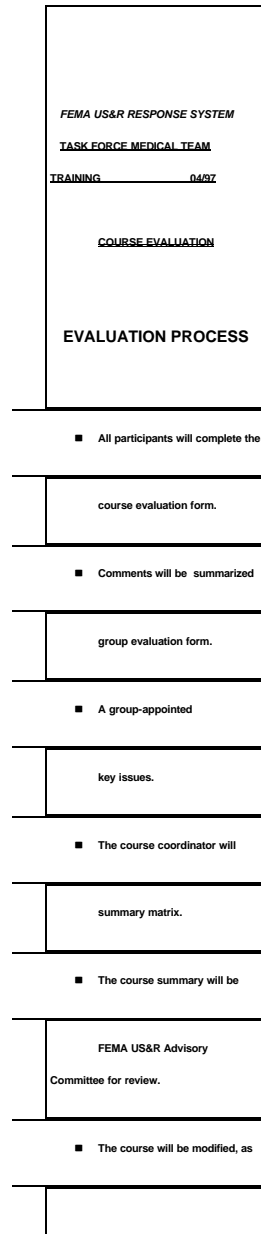 FEMA US&R RESPONSE SYSTEM
TASK FORCE MEDICAL TEAM
TRAINING 04/97
COURSE EVALUATION
EVALUATION PROCESS
■ All participants will complete the
course evaluation form.
■ Comments will be summarized
group evaluation form.
■ A group-appointed
key issues.
■ The course coordinator will
summary matrix.
■ The course summary will be
FEMA US&R Advisory
Committee for review.
■ The course will be modified, as